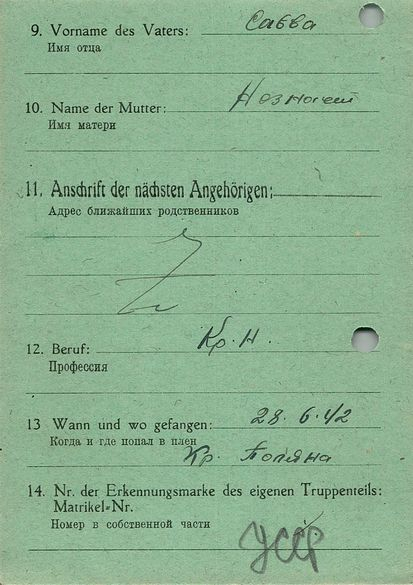 9. Vorname des Vaters: Савва
Имя отца
10. Name der Mutter:
Имя матери
11. Anschrift der nächsten Angehörigen:
Адрес ближайших родственников
12. Beruf: Кр. Н.
Профессия
13 Wann und wo gefangen: 28. 6. 42
Когда и где попал в плен
Кр. Поляна
14. Nr. der Erkennungsmarke des eigenen Truppenteils:
Matrikel-Nr.
Номер в собственной части